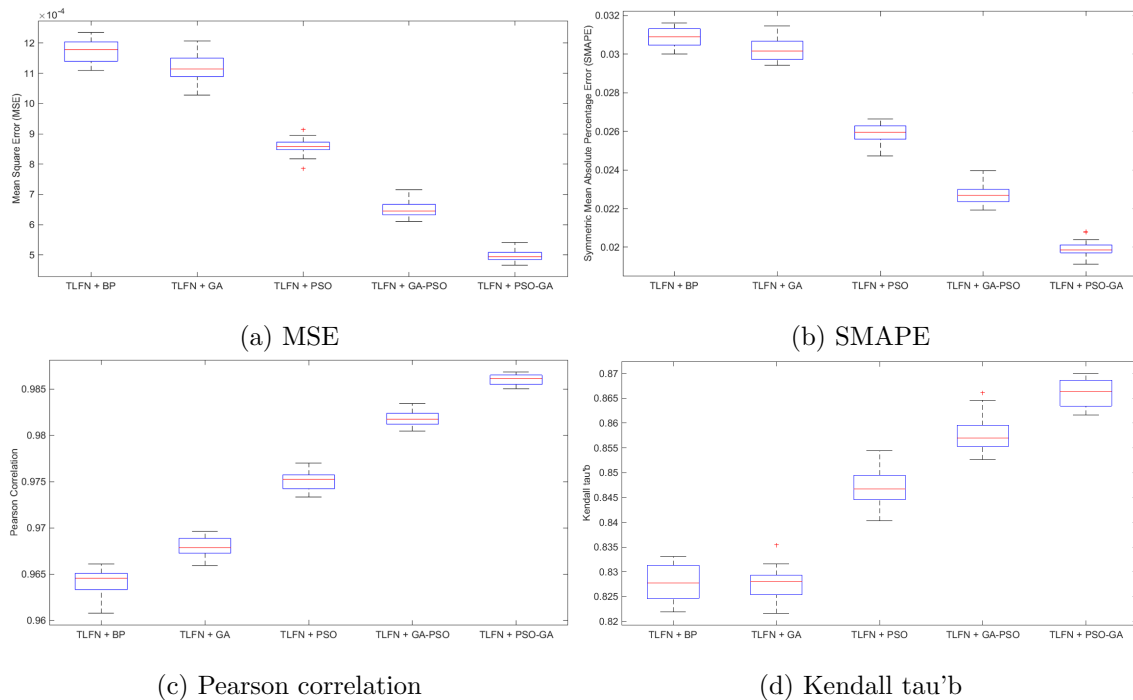 ×10⁻⁴
12
11
10
9
8
7
6
5
Mean Square Error (MSE)
TLFN + BP
TLFN + GA
TLFN + PSO
TLFN + GA-PSO
TLFN + PSO-GA
(a) MSE
0.032
0.03
0.028
0.026
0.024
0.022
0.02
Symmetric Mean Absolute Percentage Error (SMAPE)
TLFN + BP
TLFN + GA
TLFN + PSO
TLFN + GA-PSO
TLFN + PSO-GA
(b) SMAPE
0.985
0.98
0.975
0.97
0.965
0.96
Pearson Correlation
TLFN + BP
TLFN + GA
TLFN + PSO
TLFN + GA-PSO
TLFN + PSO-GA
(c) Pearson correlation
0.87
0.865
0.86
0.855
0.85
0.845
0.84
0.835
0.83
0.825
0.82
Kendall tau'b
TLFN + BP
TLFN + GA
TLFN + PSO
TLFN + GA-PSO
TLFN + PSO-GA
(d) Kendall tau'b